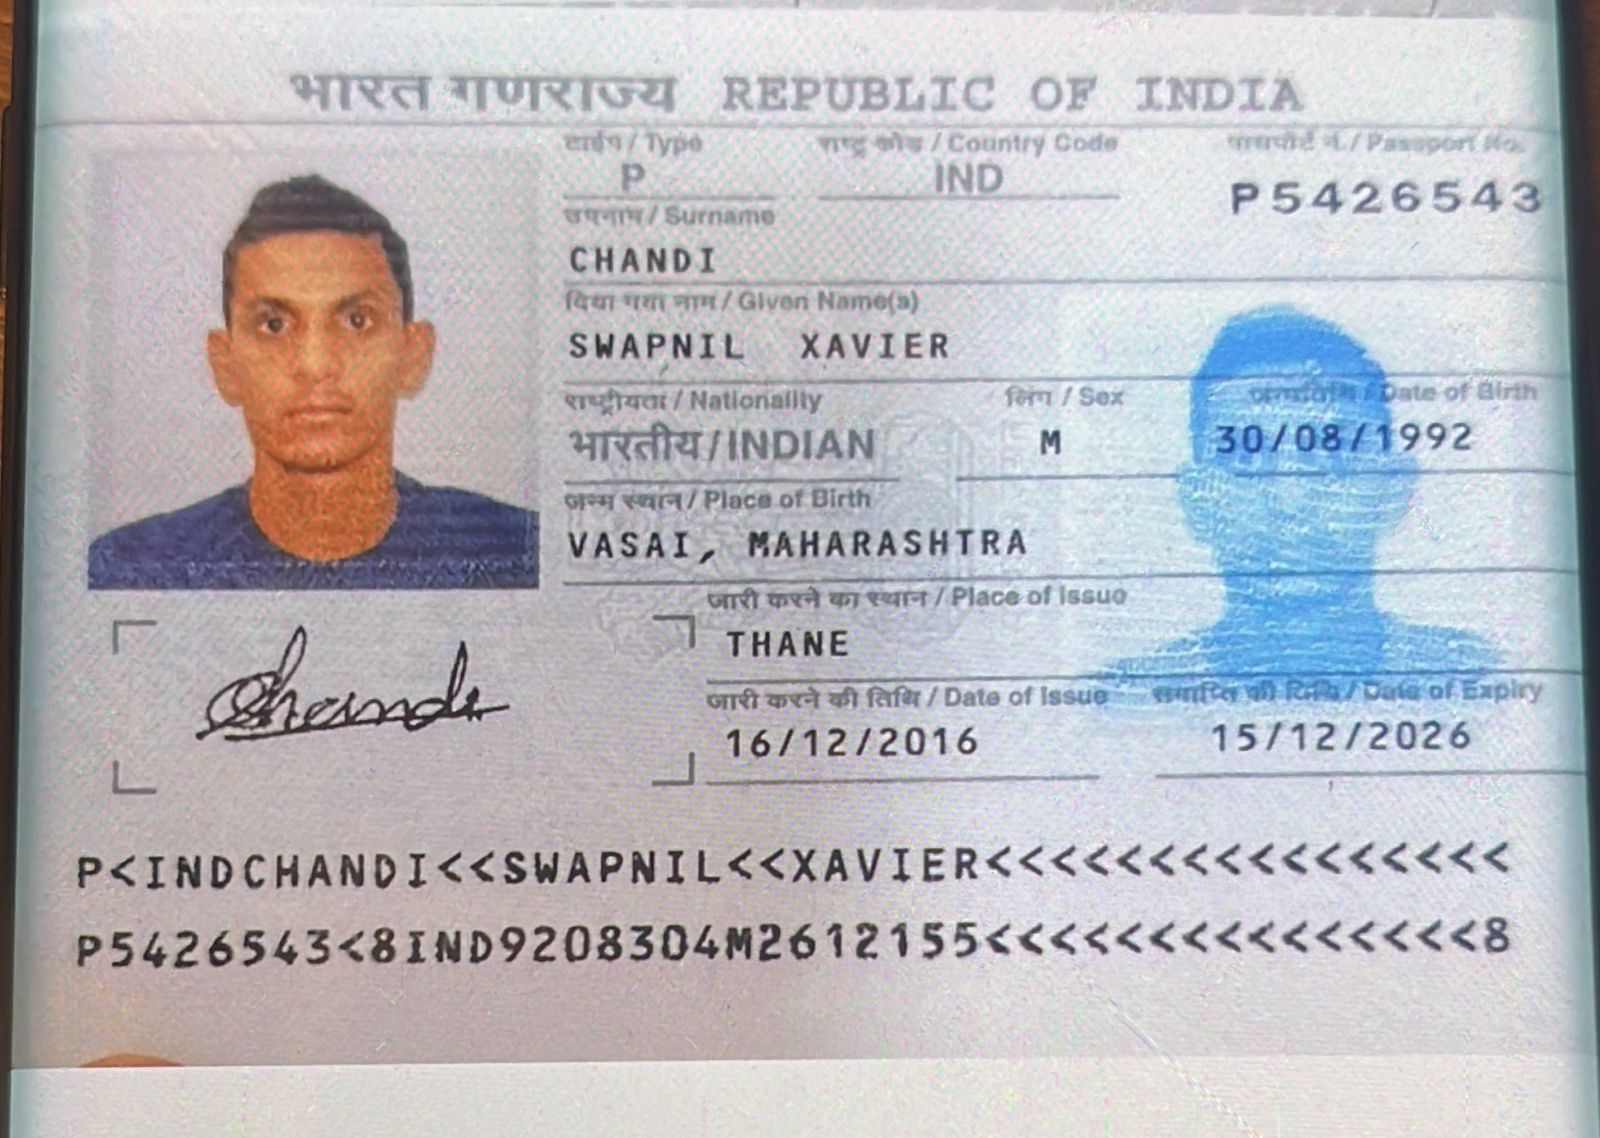 भारत गणराज्य REPUBLIC OF INDIA
टाईप / Type राष्ट्र कोड / Country Code पासपोर्ट नं. / Passport No.
P IND P5426543
उपनाम / Surname
CHANDI
दिया गया नाम / Given Name(s)
SWAPNIL XAVIER
राष्ट्रीयता / Nationality लिंग / Sex जन्मतिथि / Date of Birth
भारतीय / INDIAN M 30/08/1992
जन्म स्थान / Place of Birth
VASAI, MAHARASHTRA
जारी करने का स्थान / Place of Issue
THANE
जारी करने की तिथि / Date of Issue समाप्ति की तिथि / Date of Expiry
16/12/2016 15/12/2026
Chandi
P<INDCHANDI<<SWAPNIL<<XAVIER<<<<<<<<<<<<<<<<
P5426543<8IND9208304M2612155<<<<<<<<<<<<<<<8